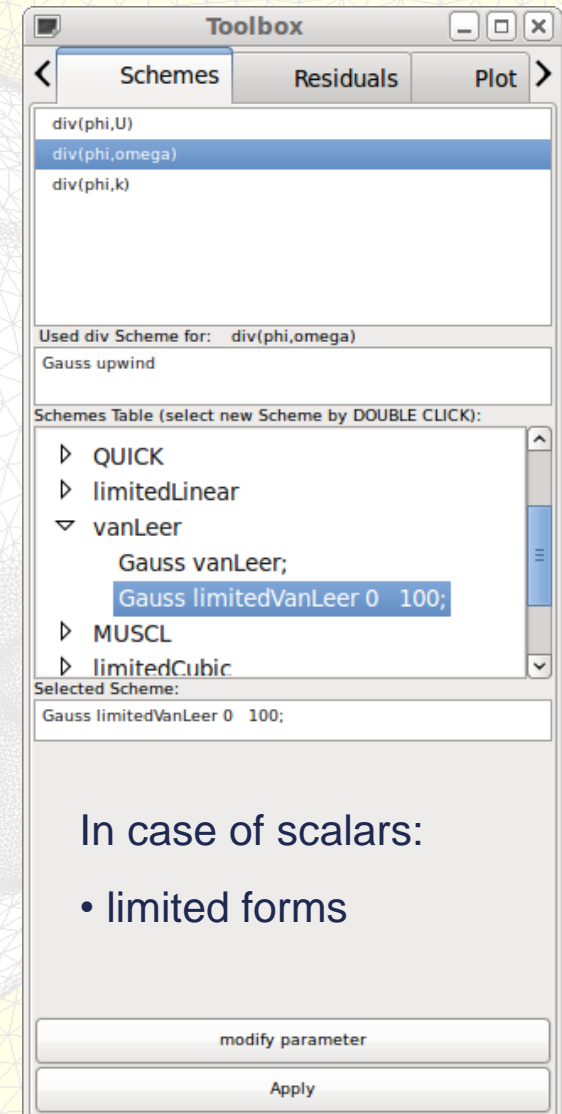 Toolbox
Schemes Residuals Plot
div(phi,U)
div(phi,omega)
div(phi,k)
Used div Scheme for: div(phi,omega)
Gauss upwind
Schemes Table (select new Scheme by DOUBLE CLICK):
QUICK
limitedLinear
vanLeer
Gauss vanLeer;
Gauss limitedVanLeer 0 100;
MUSCL
limitedCubic
Selected Scheme:
Gauss limitedVanLeer 0 100;
In case of scalars:
• limited forms
modify parameter
Apply